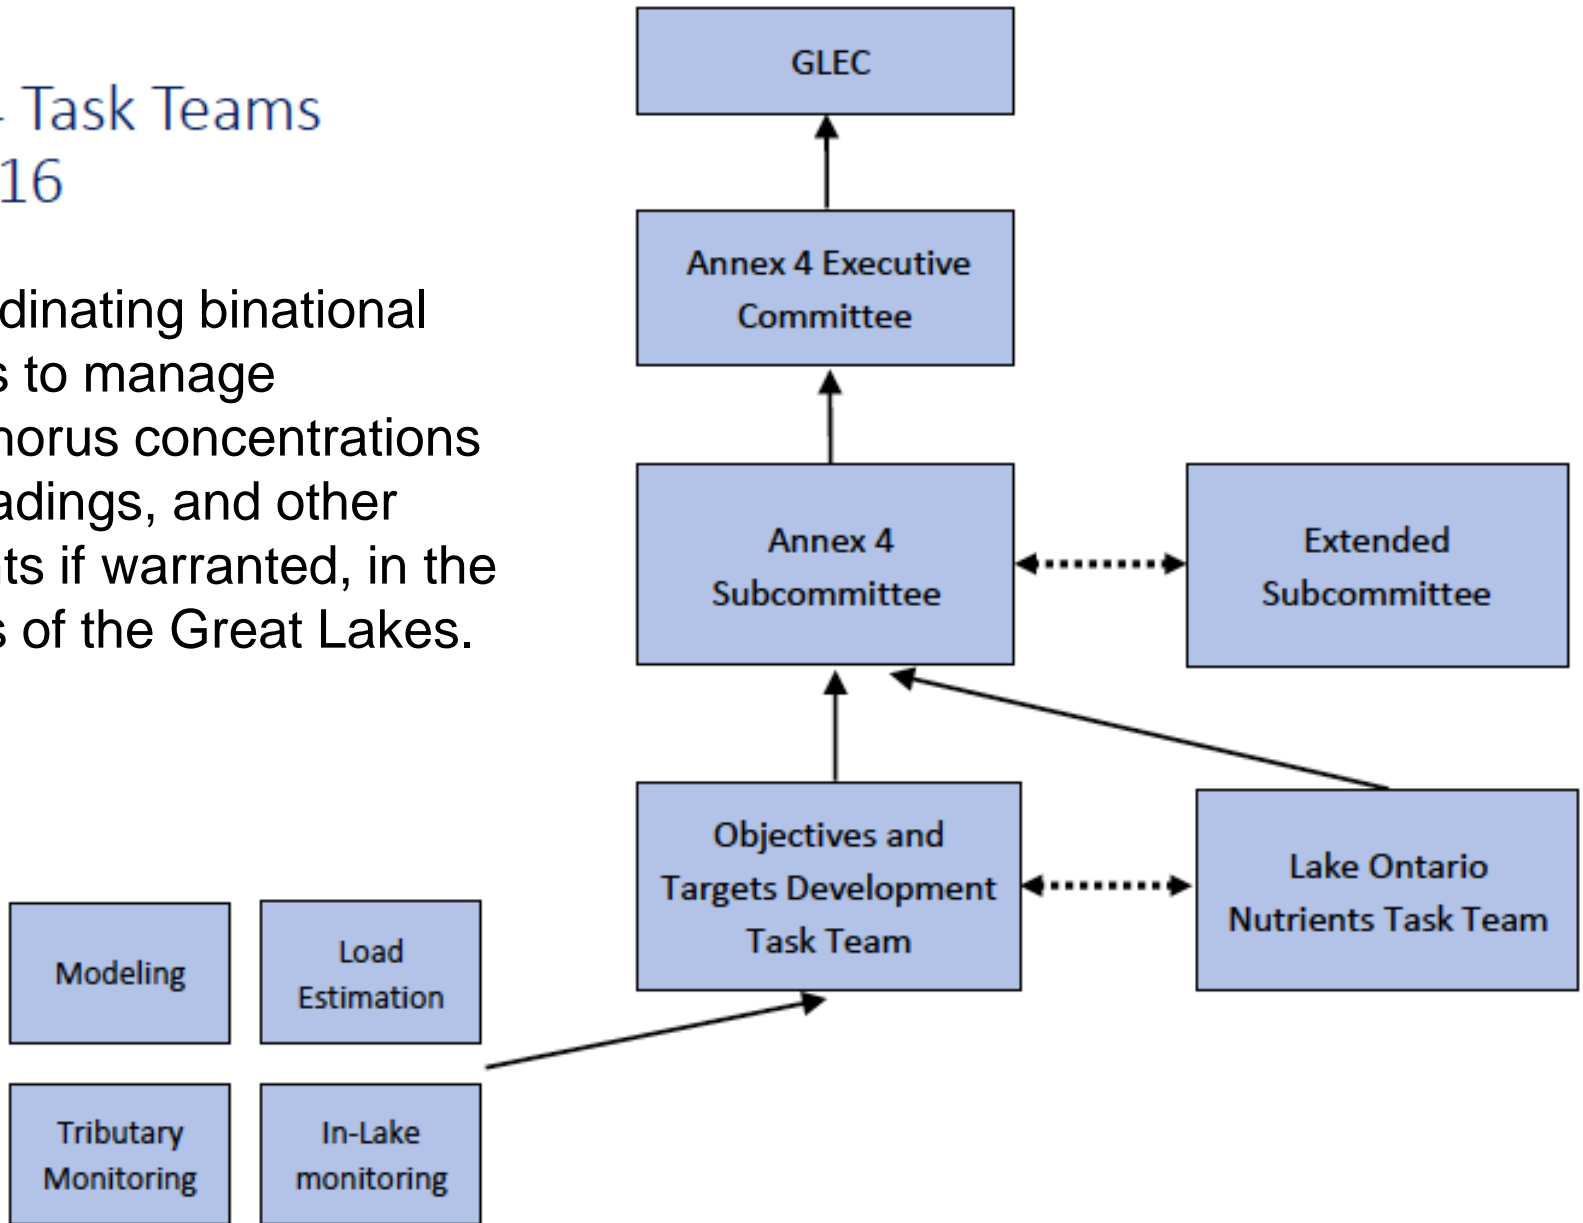 Task Teams
16
dinating binational
s to manage
horus concentrations
adings, and other
nts if warranted, in the
s of the Great Lakes.
GLEC
Annex 4 Executive
Committee
Annex 4
Subcommittee
Extended
Subcommittee
Objectives and
Targets Development
Task Team
Lake Ontario
Nutrients Task Team
Modeling
Load
Estimation
Tributary
Monitoring
In-Lake
monitoring